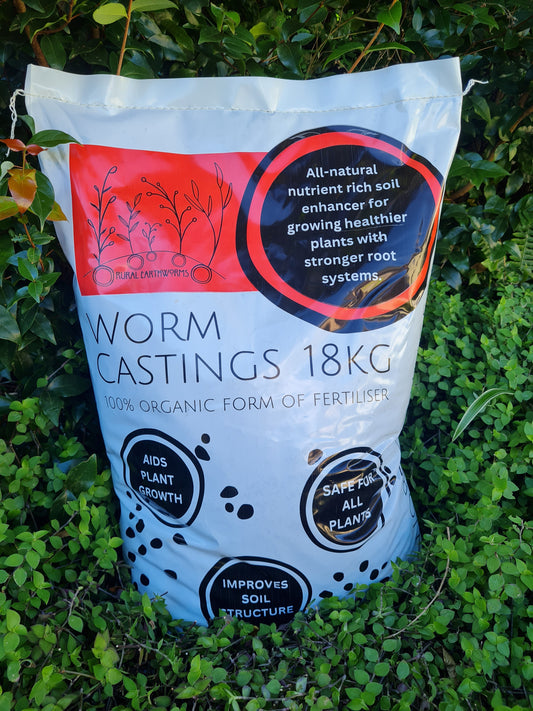 All-natural
nutrient rich soil
enhancer for
growing healthier
plants with
stronger root
systems.
RURAL EARTHWORMS
WORM
CASTINGS 18KG
100% ORGANIC FORM OF FERTILISER
AIDS
PLANT
GROWTH
SAFE FOR
ALL
PLANTS
IMPROVES
SOIL
STRUCTURE